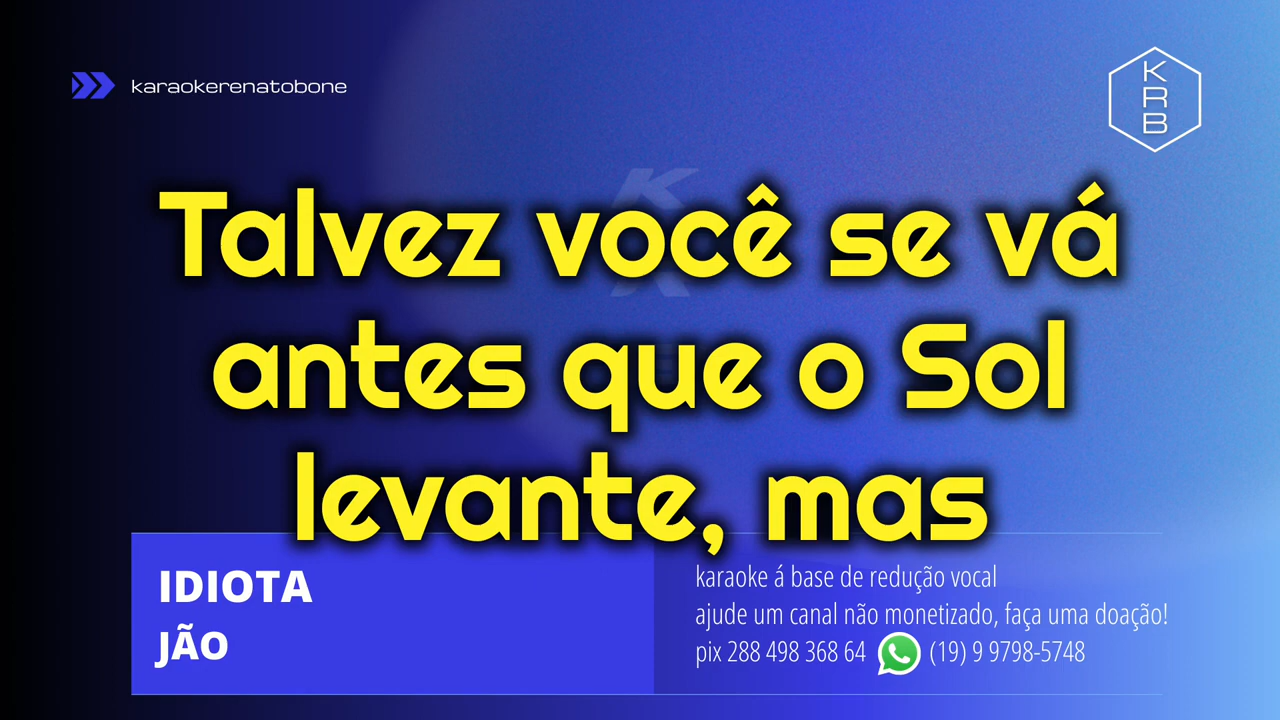 karaokerenatobone
K
R
B
Talvez você se vá
antes que o Sol
levante, mas
IDIOTA
JÃO
karaoke á base de redução vocal
ajude um canal não monetizado, faça uma doação!
pix 288 498 368 64 (19) 9 9798-5748